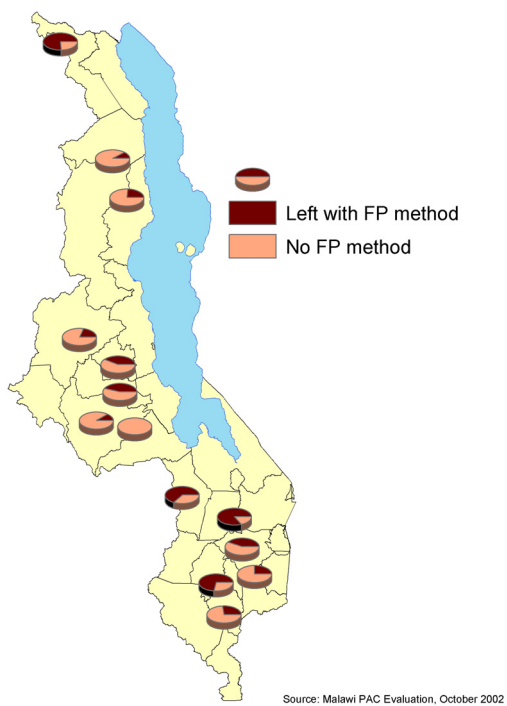 Left with FP method
No FP method
Source: Malawi PAC Evaluation, October 2002